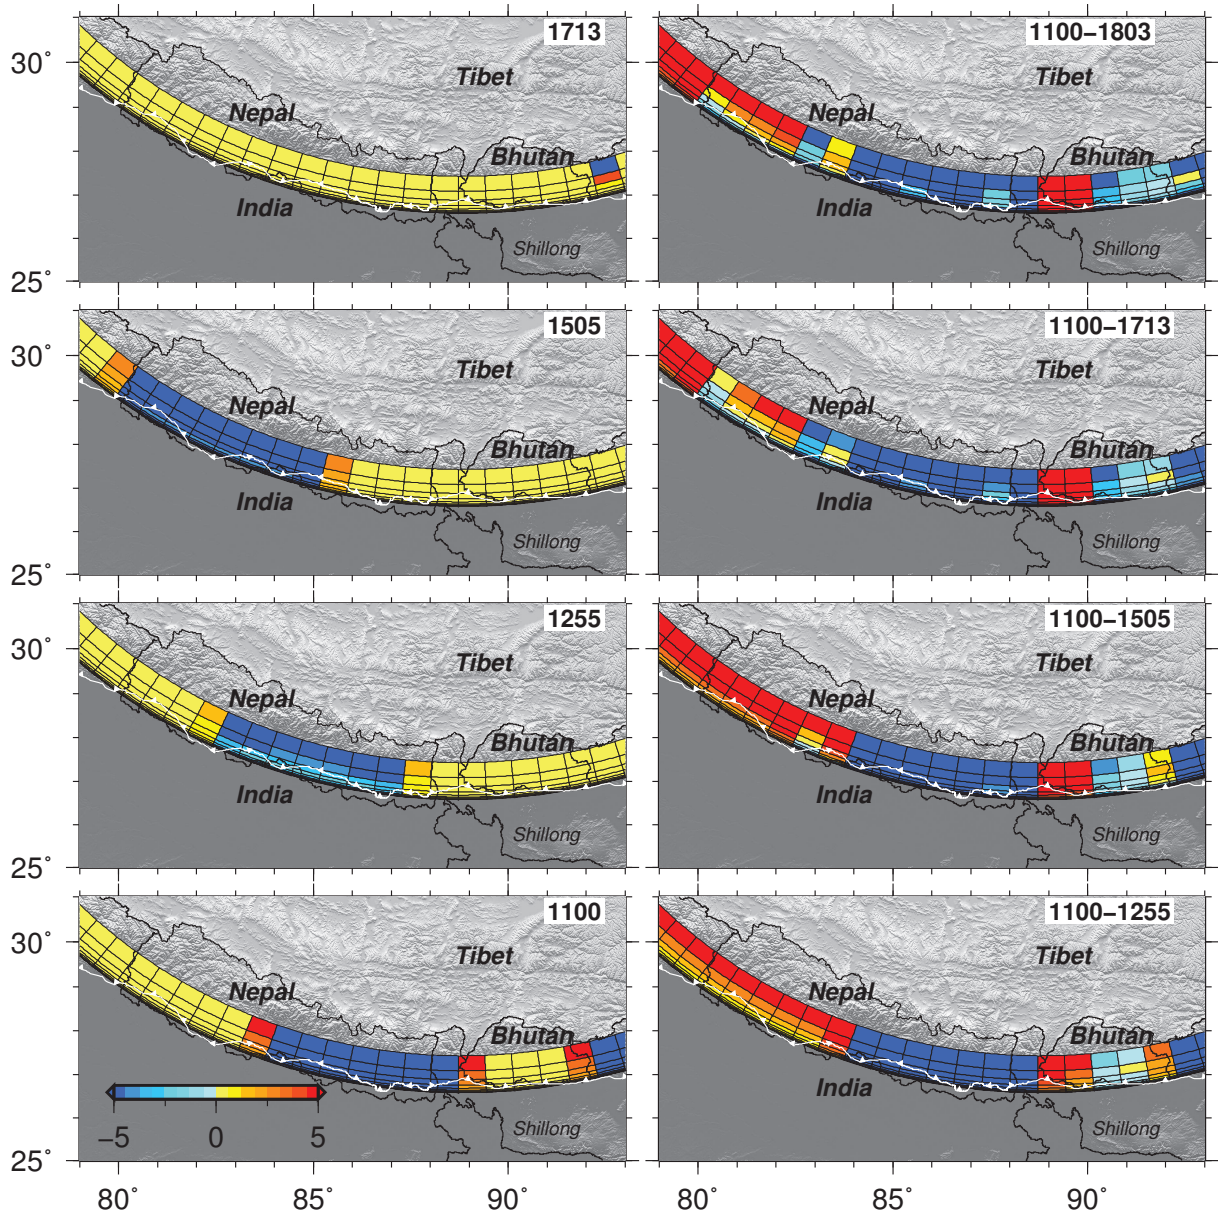 1713
Tibet
Nepal
Bhutan
India
Shillong
30°
25°
1100–1803
Tibet
Nepal
Bhutan
India
Shillong
1505
Tibet
Nepal
Bhutan
India
Shillong
30°
25°
1100–1713
Tibet
Nepal
Bhutan
India
Shillong
1255
Tibet
Nepal
Bhutan
India
Shillong
30°
25°
1100–1505
Tibet
Nepal
Bhutan
India
Shillong
1100
Tibet
Nepal
Bhutan
Shillong
30°
25°
−5 0 5
80° 85° 90°
1100–1255
Tibet
Nepal
Bhutan
India
Shillong
80° 85° 90°